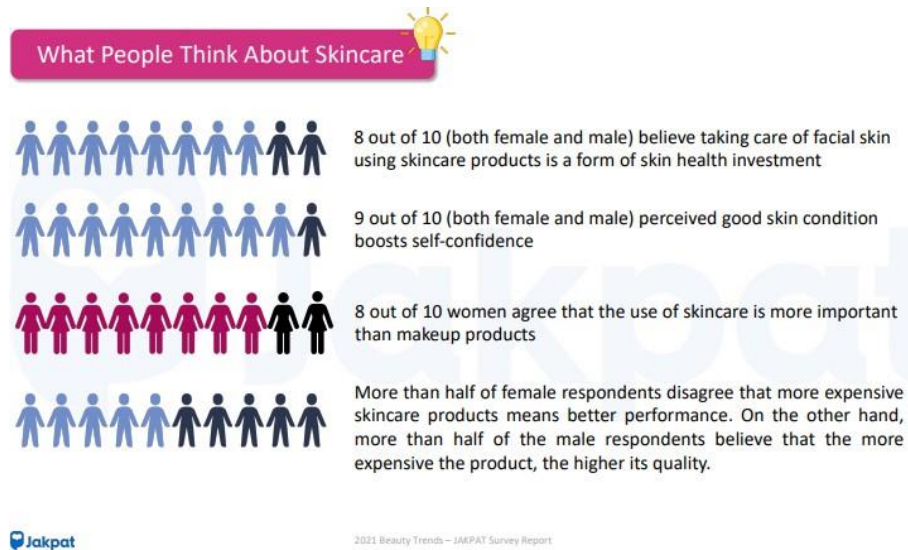 What People Think About Skincare
8 out of 10 (both female and male) believe taking care of facial skin
using skincare products is a form of skin health investment
9 out of 10 (both female and male) perceived good skin condition
boosts self-confidence
8 out of 10 women agree that the use of skincare is more important
than makeup products
More than half of female respondents disagree that more expensive
skincare products means better performance. On the other hand,
more than half of the male respondents believe that the more
expensive the product, the higher its quality.
Jakpat
Jakpat
2021 Beauty Trends – JAKPAT Survey Report